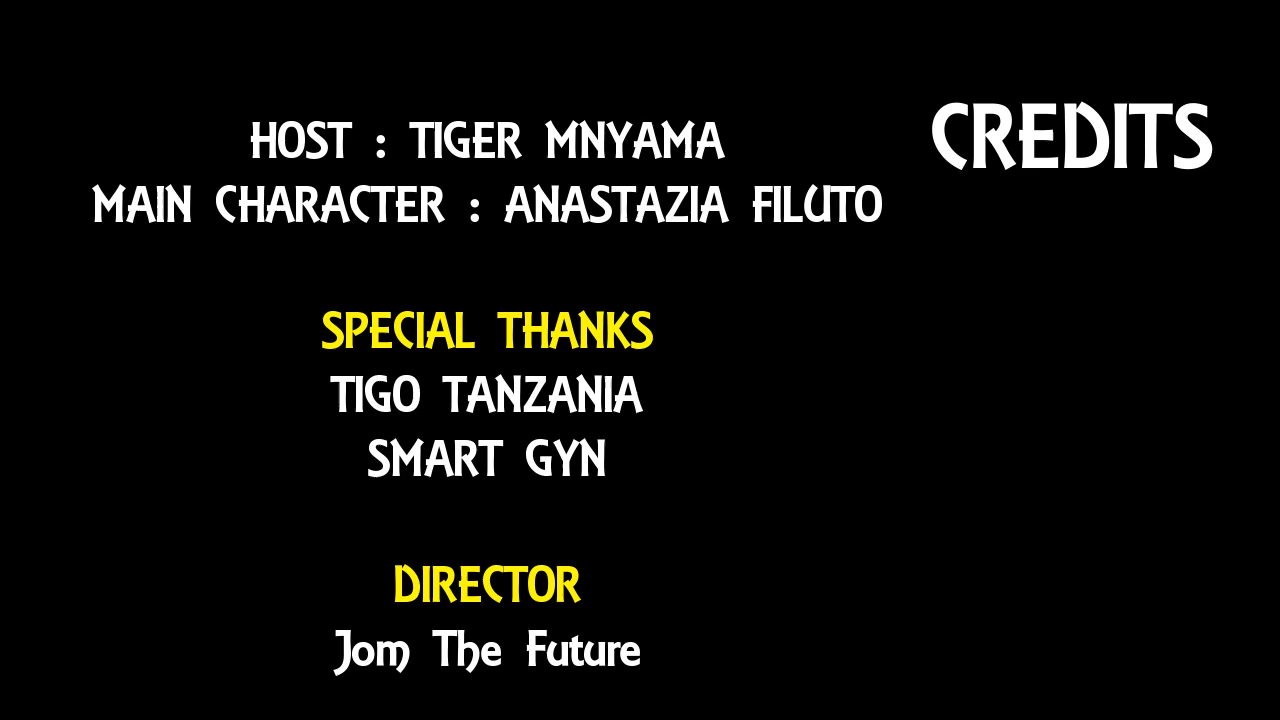 CREDITS
HOST : TIGER MNYAMA
MAIN CHARACTER : ANASTAZIA FILUTO
SPECIAL THANKS
TIGO TANZANIA
SMART GYN
DIRECTOR
Jom The Future